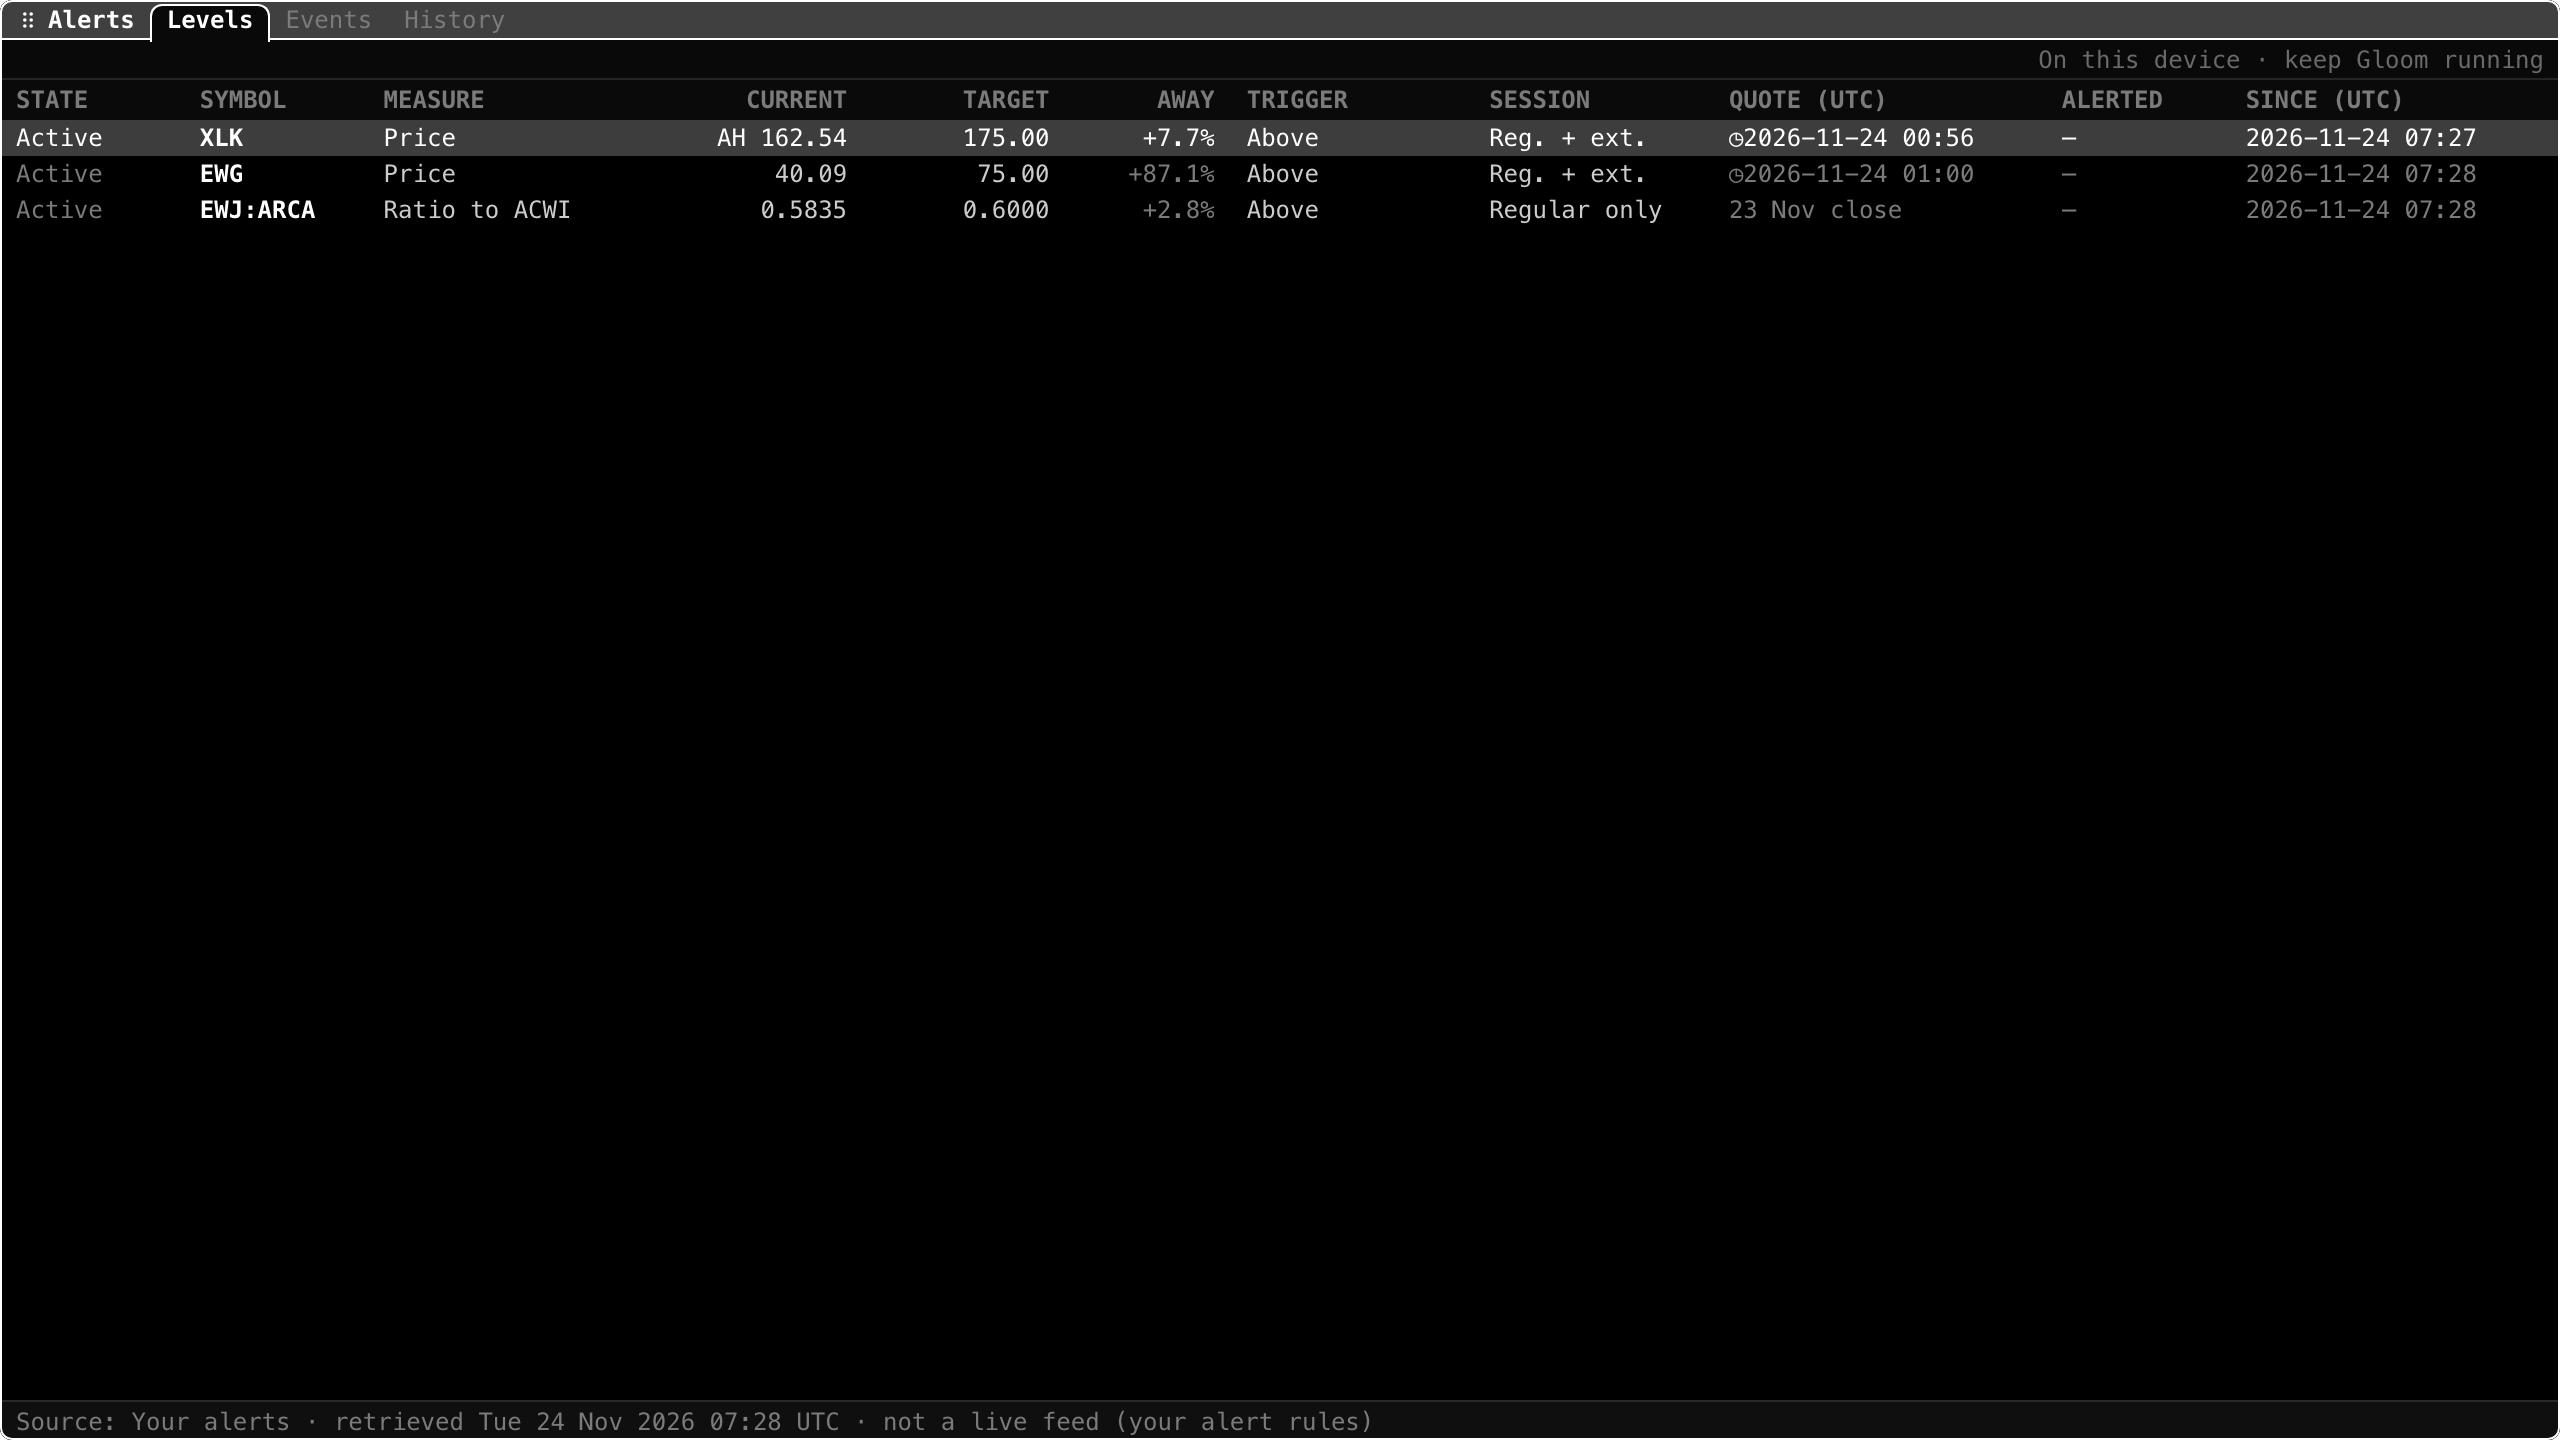 ⠿ Alerts Levels Events History
On this device · keep Gloom running
STATE SYMBOL MEASURE CURRENT TARGET AWAY TRIGGER SESSION QUOTE (UTC) ALERTED SINCE (UTC)
Active XLK Price AH 162.54 175.00 +7.7% Above Reg. + ext. ◷2026-11-24 00:56 — 2026-11-24 07:27
Active EWG Price 40.09 75.00 +87.1% Above Reg. + ext. ◷2026-11-24 01:00 — 2026-11-24 07:28
Active EWJ:ARCA Ratio to ACWI 0.5835 0.6000 +2.8% Above Regular only 23 Nov close — 2026-11-24 07:28
Source: Your alerts · retrieved Tue 24 Nov 2026 07:28 UTC · not a live feed (your alert rules)